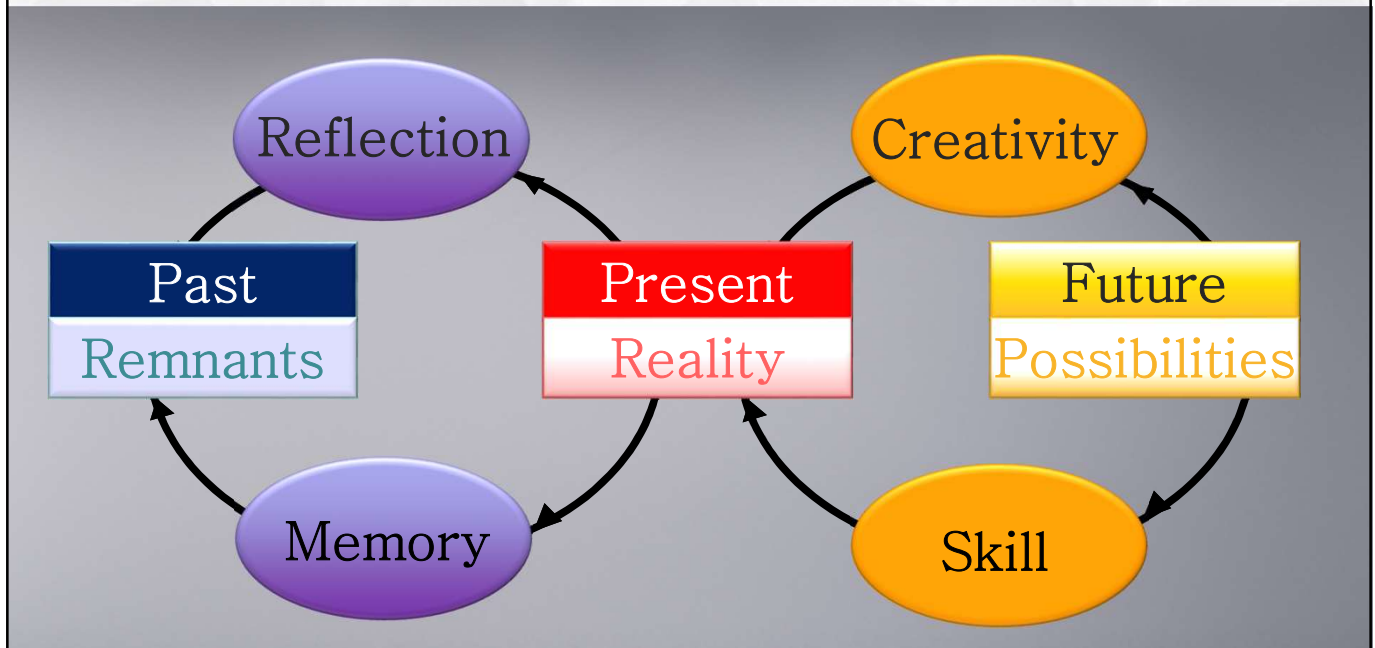 Reflection
Creativity
Past
Remnants
Present
Reality
Future
Possibilities
Memory
Skill